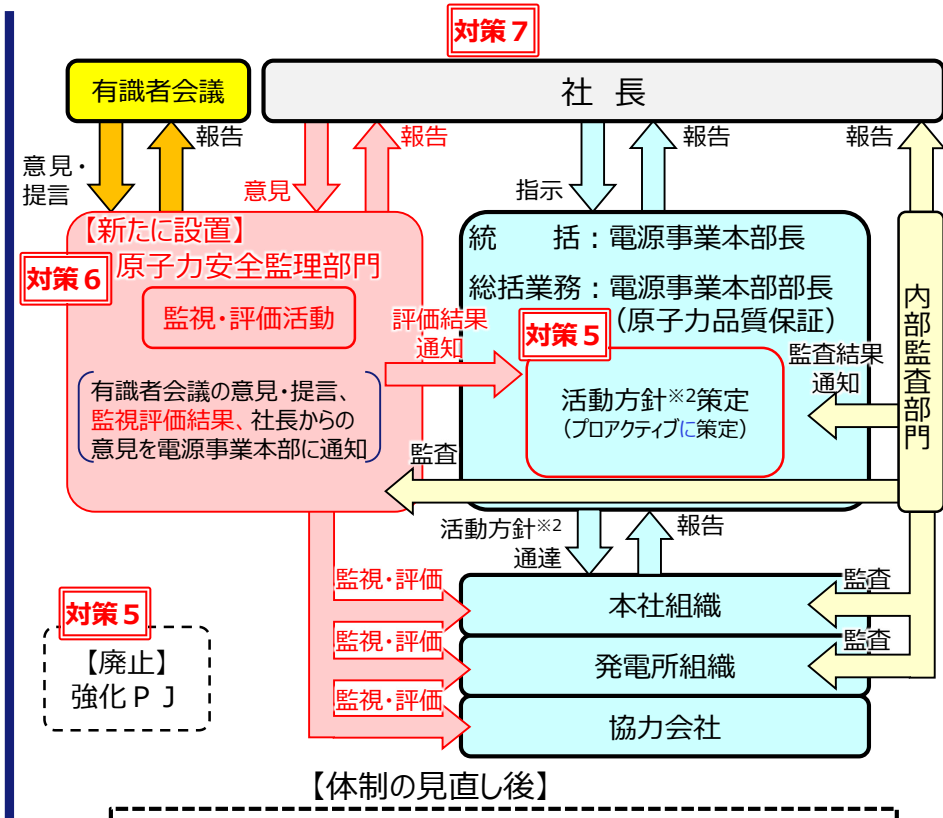 対策７
有識者会議
社 長
報告
報告
報告
報告
意見・
提言
意見
指示
【新たに設置】
対策６
原子力安全監理部門
監視・評価活動
有識者会議の意見・提言、
監視評価結果、社長からの
意見を電源事業本部に通知
評価結果
通知
統　　括：電源事業本部長
総括業務：電源事業本部部長
（原子力品質保証）
対策５
活動方針※2策定
（プロアクティブに策定）
監査結果
通知
内部監査部門
監査
活動方針※2
通達
報告
監視・評価
本社組織
監査
監視・評価
発電所組織
監査
監視・評価
協力会社
対策５
【廃止】
強化ＰＪ
【体制の見直し後】